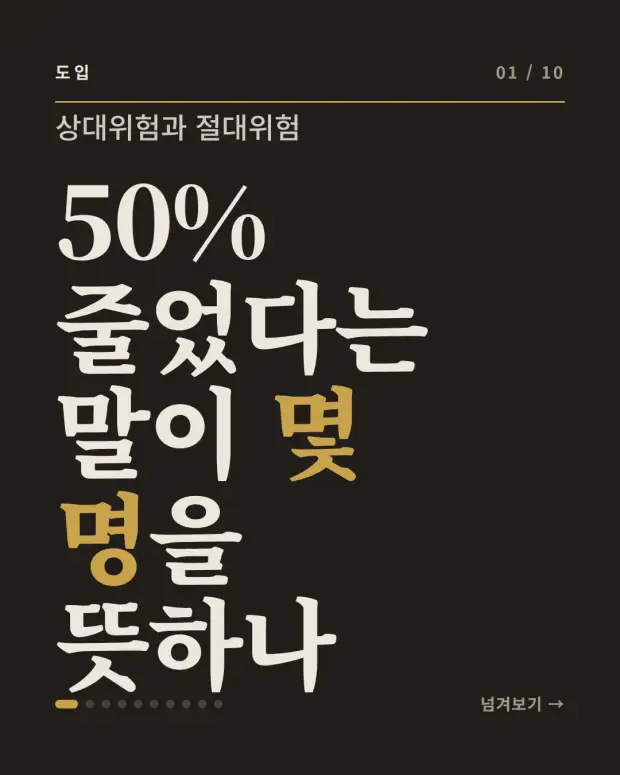 도입
01 / 10
상대위험과 절대위험
50%
줄었다는
말이 몇
명을
뜻하나
넘겨보기 →